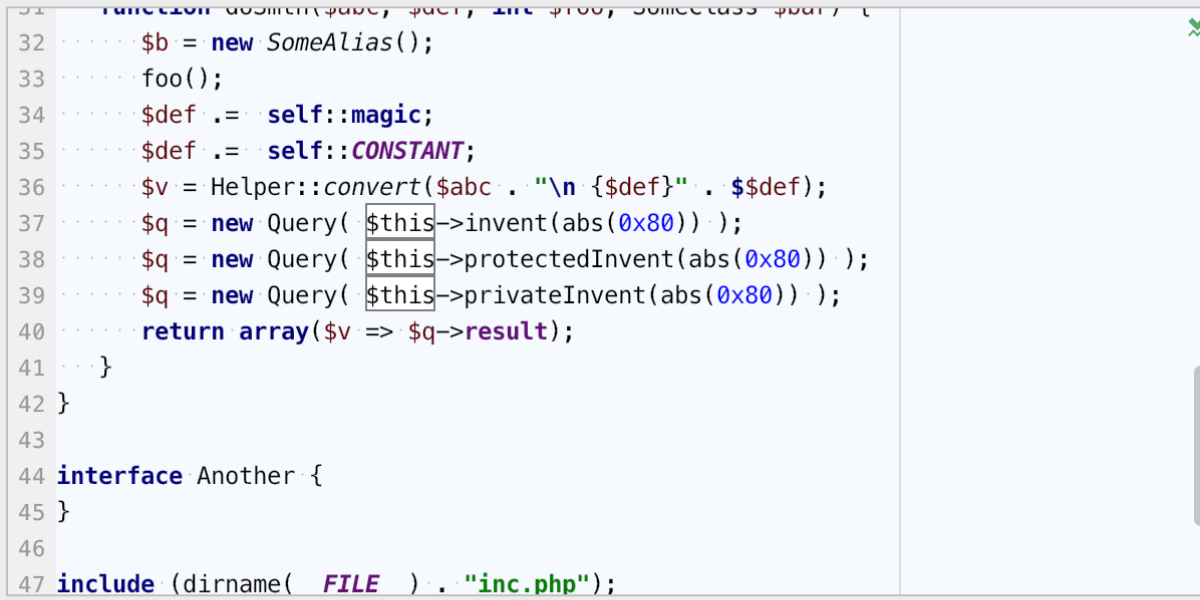 31 function doSmth($abc, $def, int $foo, SomeClass $bar) {
32 $b = new SomeAlias();
33 foo();
34 $def .= self::magic;
35 $def .= self::CONSTANT;
36 $v = Helper::convert($abc . "\n {$def}" . $$def);
37 $q = new Query( $this->invent(abs(0x80)) );
38 $q = new Query( $this->protectedInvent(abs(0x80)) );
39 $q = new Query( $this->privateInvent(abs(0x80)) );
40 return array($v => $q->result);
41 }
42 }
43
44 interface Another {
45 }
46
47 include (dirname(__FILE__) . "inc.php");